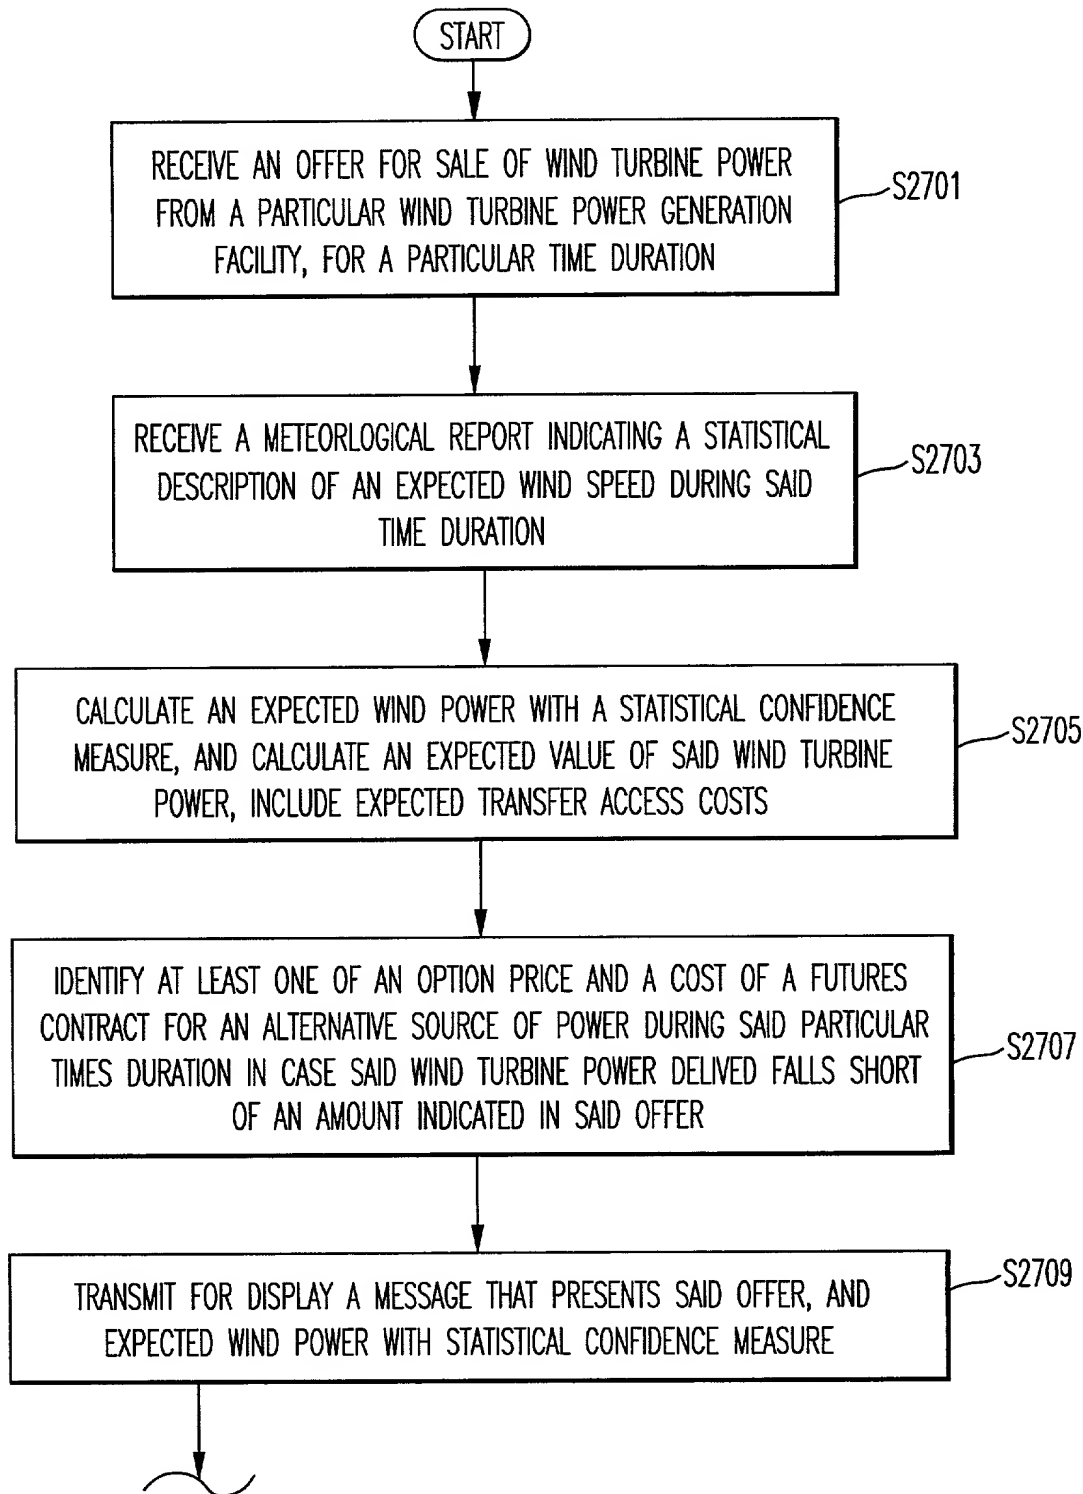 START
RECEIVE AN OFFER FOR SALE OF WIND TURBINE POWER
FROM A PARTICULAR WIND TURBINE POWER GENERATION
FACILITY, FOR A PARTICULAR TIME DURATION
S2701
RECEIVE A METEORLOGICAL REPORT INDICATING A STATISTICAL
DESCRIPTION OF AN EXPECTED WIND SPEED DURING SAID
TIME DURATION
S2703
CALCULATE AN EXPECTED WIND POWER WITH A STATISTICAL CONFIDENCE
MEASURE, AND CALCULATE AN EXPECTED VALUE OF SAID WIND TURBINE
POWER, INCLUDE EXPECTED TRANSFER ACCESS COSTS
S2705
IDENTIFY AT LEAST ONE OF AN OPTION PRICE AND A COST OF A FUTURES
CONTRACT FOR AN ALTERNATIVE SOURCE OF POWER DURING SAID PARTICULAR
TIMES DURATION IN CASE SAID WIND TURBINE POWER DELIVED FALLS SHORT
OF AN AMOUNT INDICATED IN SAID OFFER
S2707
TRANSMIT FOR DISPLAY A MESSAGE THAT PRESENTS SAID OFFER, AND
EXPECTED WIND POWER WITH STATISTICAL CONFIDENCE MEASURE
S2709